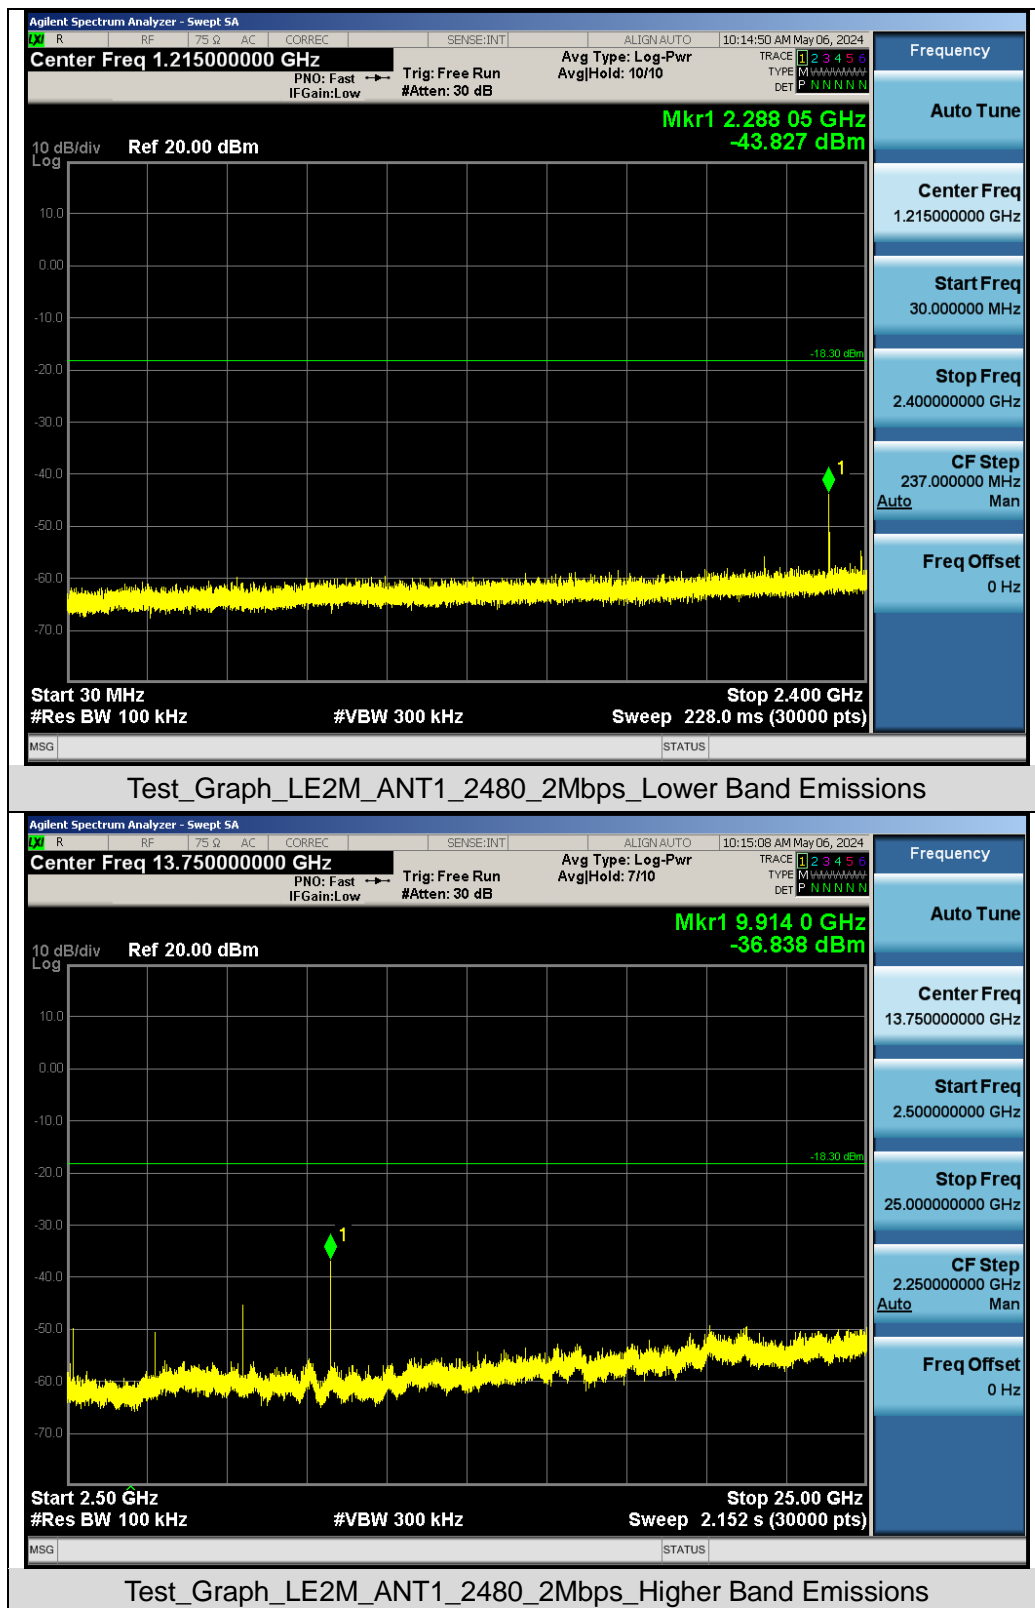 Agilent Spectrum Analyzer - Swept SA
LXI R RF 75 Ω AC CORREC SENSE:INT ALIGN AUTO 10:14:50 AM May 06, 2024
Center Freq 1.215000000 GHz
PNO: Fast
IFGain:Low
Trig: Free Run
#Atten: 30 dB
Avg Type: Log-Pwr
Avg|Hold: 10/10
TRACE 1 2 3 4 5 6
TYPE M
DET P N N N N N
Mkr1 2.288 05 GHz
-43.827 dBm
10 dB/div Ref 20.00 dBm
Log
10.0
0.00
-10.0
-18.30 dBm
-20.0
-30.0
-40.0
1
-50.0
-60.0
-70.0
Start 30 MHz Stop 2.400 GHz
#Res BW 100 kHz #VBW 300 kHz Sweep 228.0 ms (30000 pts)
MSG STATUS
Frequency
Auto Tune
Center Freq
1.215000000 GHz
Start Freq
30.000000 MHz
Stop Freq
2.400000000 GHz
CF Step
237.000000 MHz
Auto Man
Freq Offset
0 Hz
Test_Graph_LE2M_ANT1_2480_2Mbps_Lower Band Emissions
Agilent Spectrum Analyzer - Swept SA
LXI R RF 75 Ω AC CORREC SENSE:INT ALIGN AUTO 10:15:08 AM May 06, 2024
Center Freq 13.750000000 GHz
PNO: Fast
IFGain:Low
Trig: Free Run
#Atten: 30 dB
Avg Type: Log-Pwr
Avg|Hold: 7/10
TRACE 1 2 3 4 5 6
TYPE M
DET P N N N N N
Mkr1 9.914 0 GHz
-36.838 dBm
10 dB/div Ref 20.00 dBm
Log
10.0
0.00
-10.0
-18.30 dBm
-20.0
-30.0
1
-40.0
-50.0
-60.0
-70.0
Start 2.50 GHz Stop 25.00 GHz
#Res BW 100 kHz #VBW 300 kHz Sweep 2.152 s (30000 pts)
MSG STATUS
Frequency
Auto Tune
Center Freq
13.750000000 GHz
Start Freq
2.500000000 GHz
Stop Freq
25.000000000 GHz
CF Step
2.250000000 GHz
Auto Man
Freq Offset
0 Hz
Test_Graph_LE2M_ANT1_2480_2Mbps_Higher Band Emissions